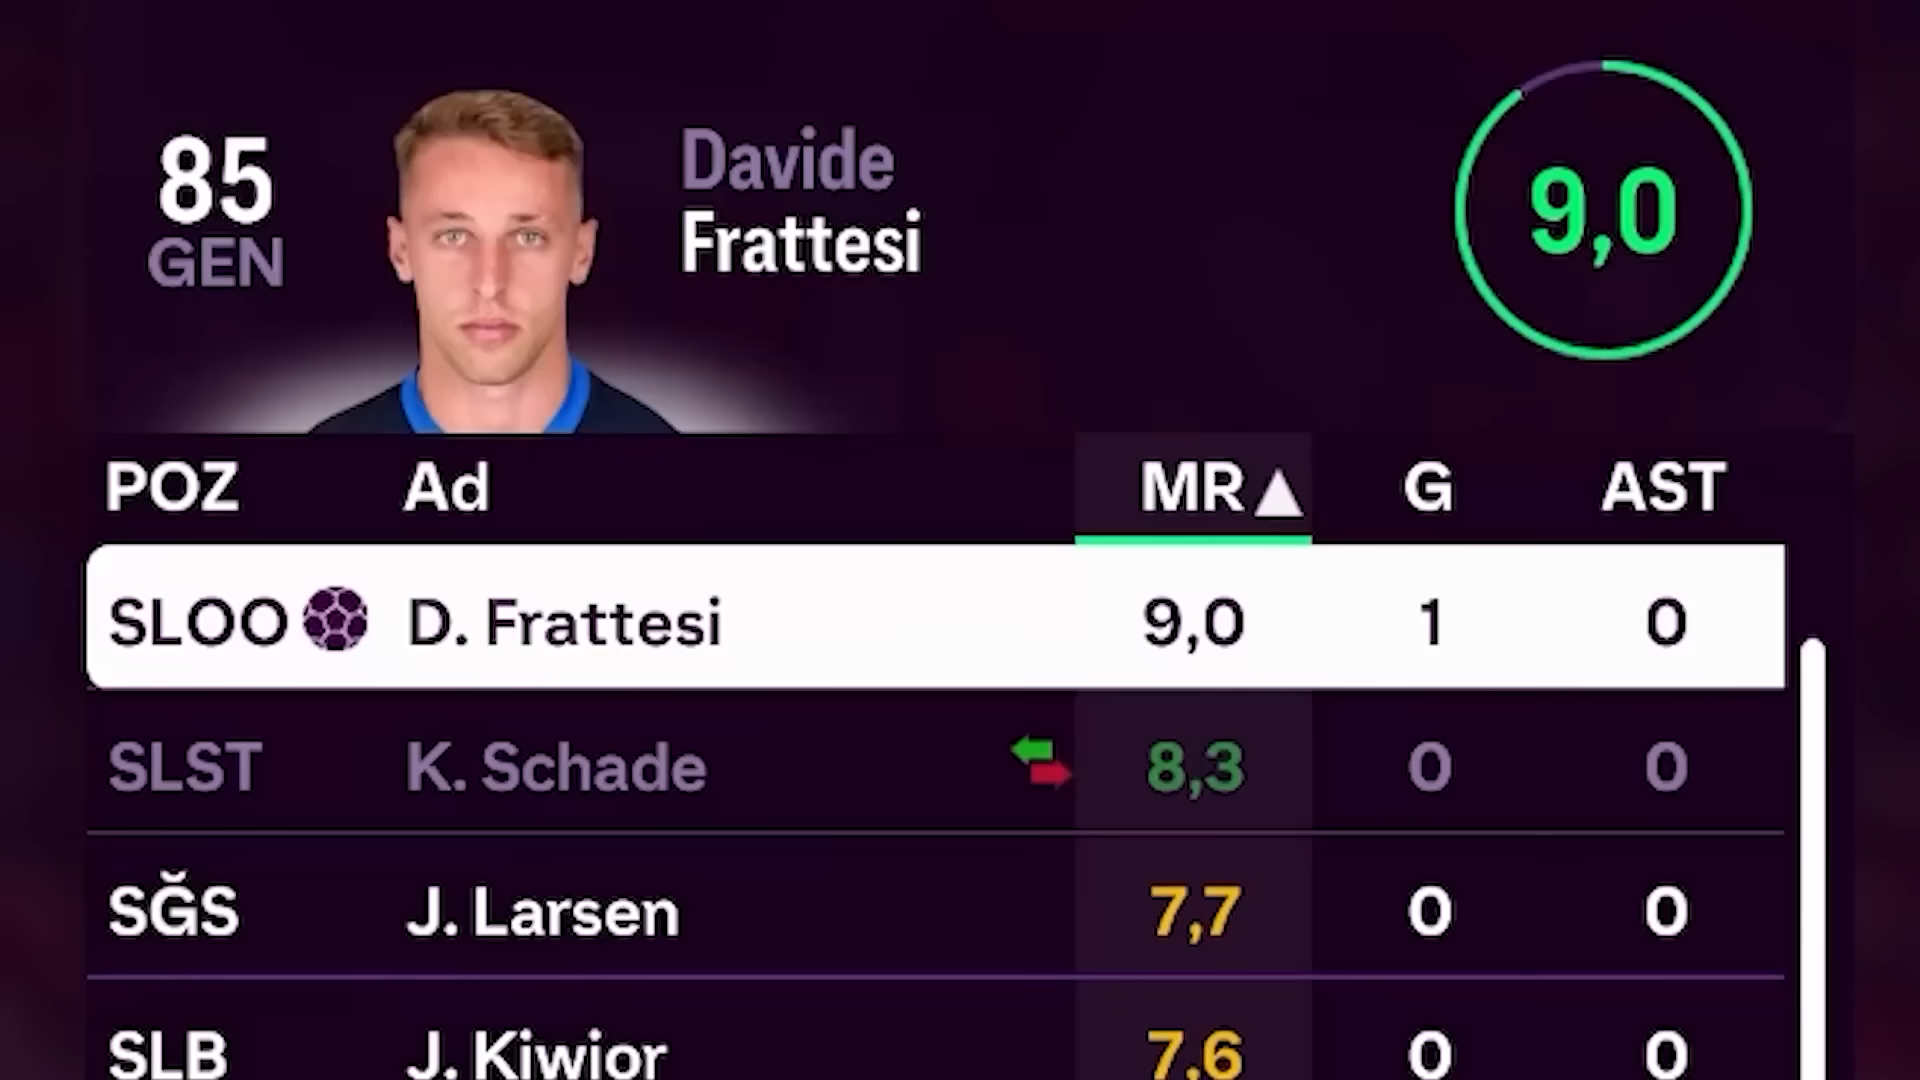 85
GEN
Davide
Frattesi
9,0
POZ Ad MR▲ G AST
SLOO D. Frattesi 9,0 1 0
SLST K. Schade 8,3 0 0
SĞS J. Larsen 7,7 0 0
SLB J. Kiwior 7,6 0 0